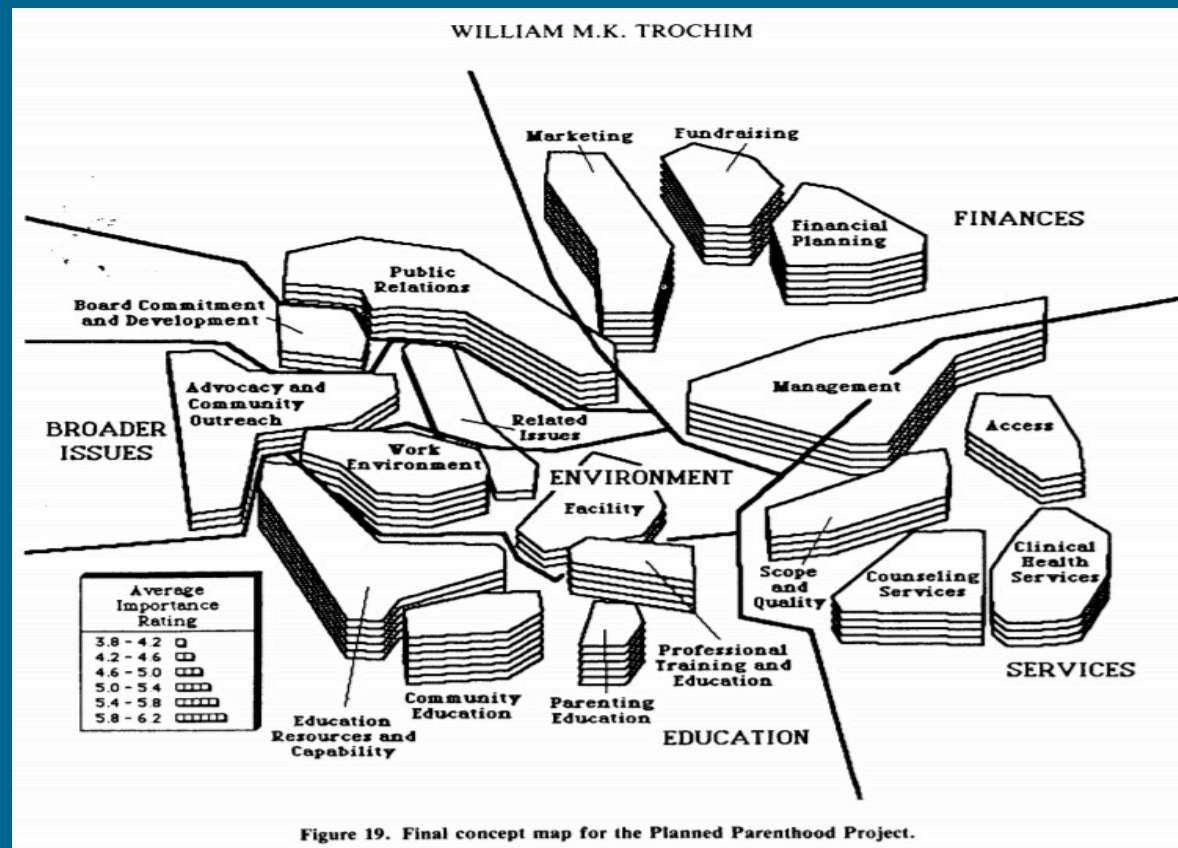 WILLIAM M.K. TROCHIM
Marketing
Fundraising
Financial
Planning
FINANCES
Public
Relations
Board Commitment
and Development
Advocacy and
Community
Outreach
BROADER
ISSUES
Related
Issues
Management
Access
Work
Environment
ENVIRONMENT
Facility
Scope
and
Quality
Counseling
Services
Clinical
Health
Services
SERVICES
Average
Importance
Rating
3.8 - 4.2
4.2 - 4.6
4.6 - 5.0
5.0 - 5.4
5.4 - 5.8
5.8 - 6.2
Education
Resources and
Capability
Community
Education
Parenting
Education
Professional
Training and
Education
EDUCATION
Figure 19. Final concept map for the Planned Parenthood Project.